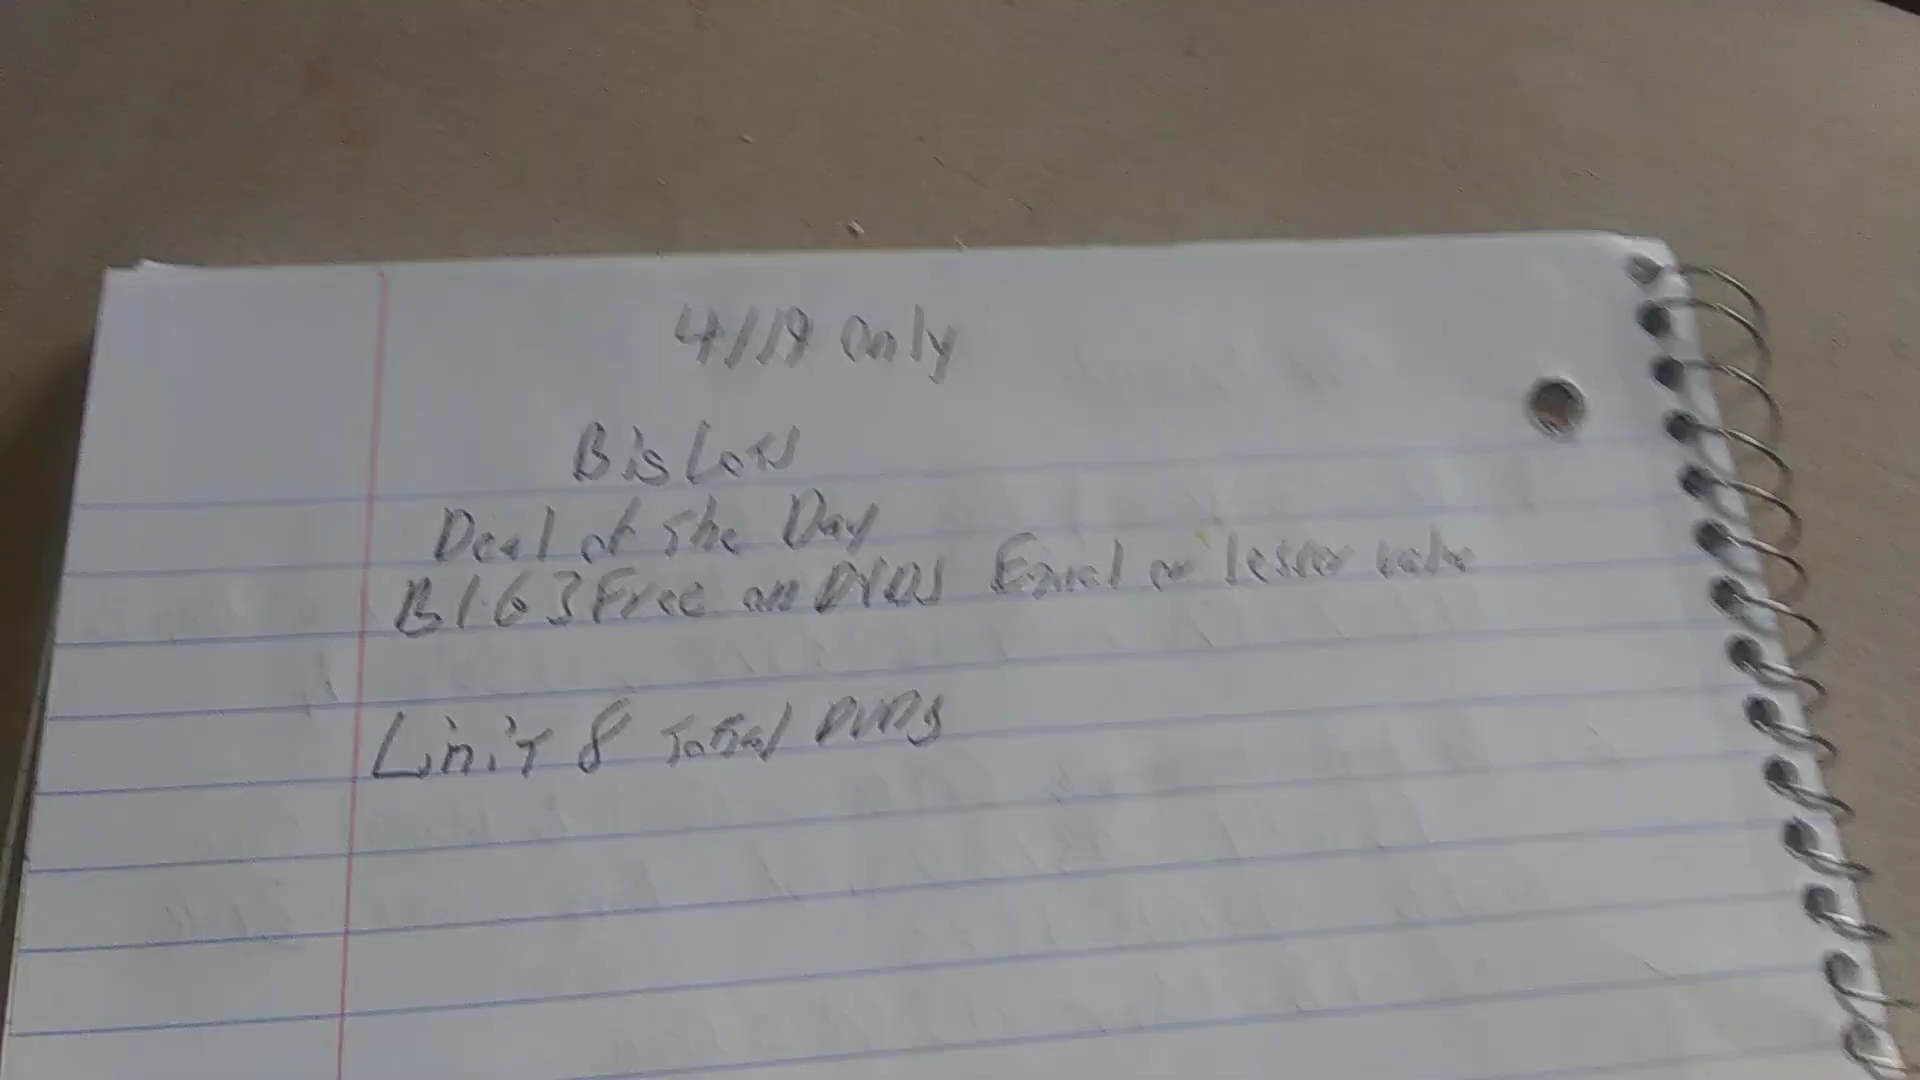 4/19 only
Big Lots
Deal of the Day
B1G3 Free on DVDs Equal or lesser value
Limit 8 total DVDs